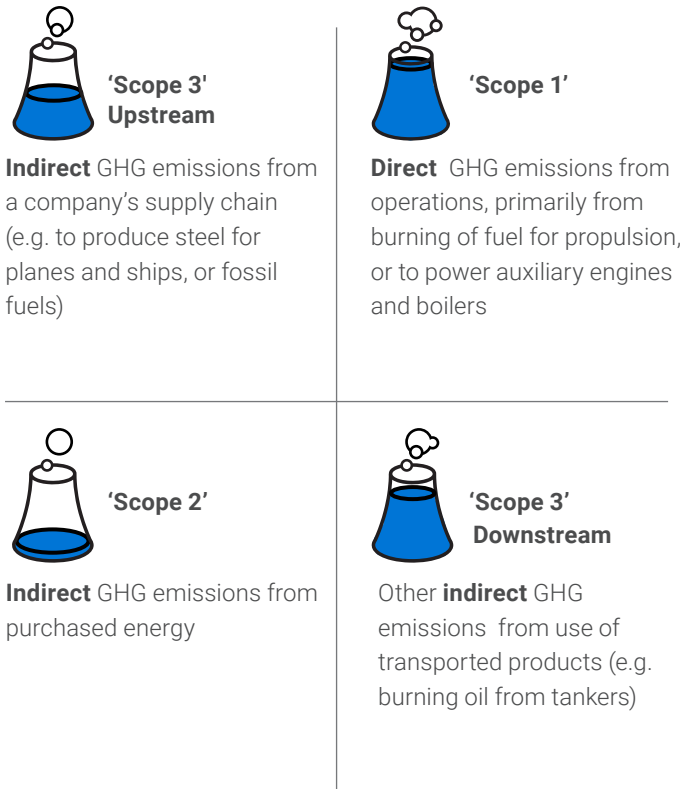 ‘Scope 3'
Upstream
Indirect GHG emissions from
a company’s supply chain
(e.g. to produce steel for
planes and ships, or fossil
fuels)
‘Scope 1’
Direct  GHG emissions from
operations, primarily from
burning of fuel for propulsion,
or to power auxiliary engines
and boilers
‘Scope 2’
Indirect GHG emissions from
purchased energy
‘Scope 3’
Downstream
Other indirect GHG
emissions  from use of
transported products (e.g.
burning oil from tankers)